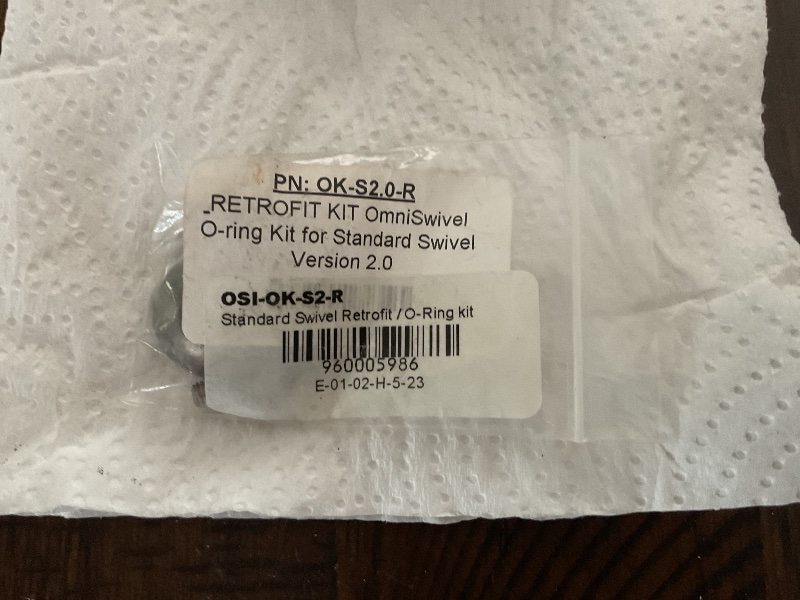 PN: OK-S2.0-R
RETROFIT KIT OmniSwivel
O-ring Kit for Standard Swivel
Version 2.0
OSI-OK-S2-R
Standard Swivel Retrofit / O-Ring kit
960005986
E-01-02-H-5-23